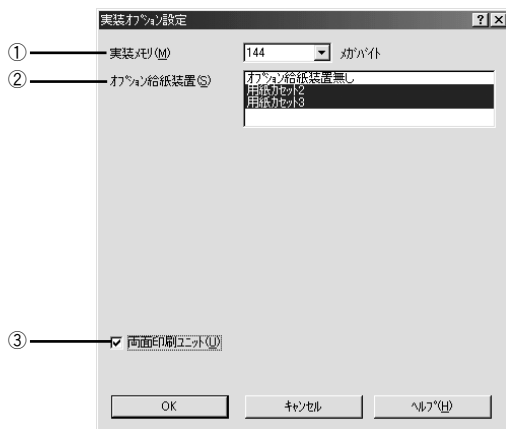 実装ｵﾌﾟｼｮﾝ設定
① 実装ﾒﾓﾘ(M) 144 ﾒｶﾞﾊﾞｲﾄ
② ｵﾌﾟｼｮﾝ給紙装置(S) ｵﾌﾟｼｮﾝ給紙装置無し
用紙ｶｾｯﾄ2
用紙ｶｾｯﾄ3
③ 両面印刷ﾕﾆｯﾄ(U)
OK ｷｬﾝｾﾙ ﾍﾙﾌﾟ(H)